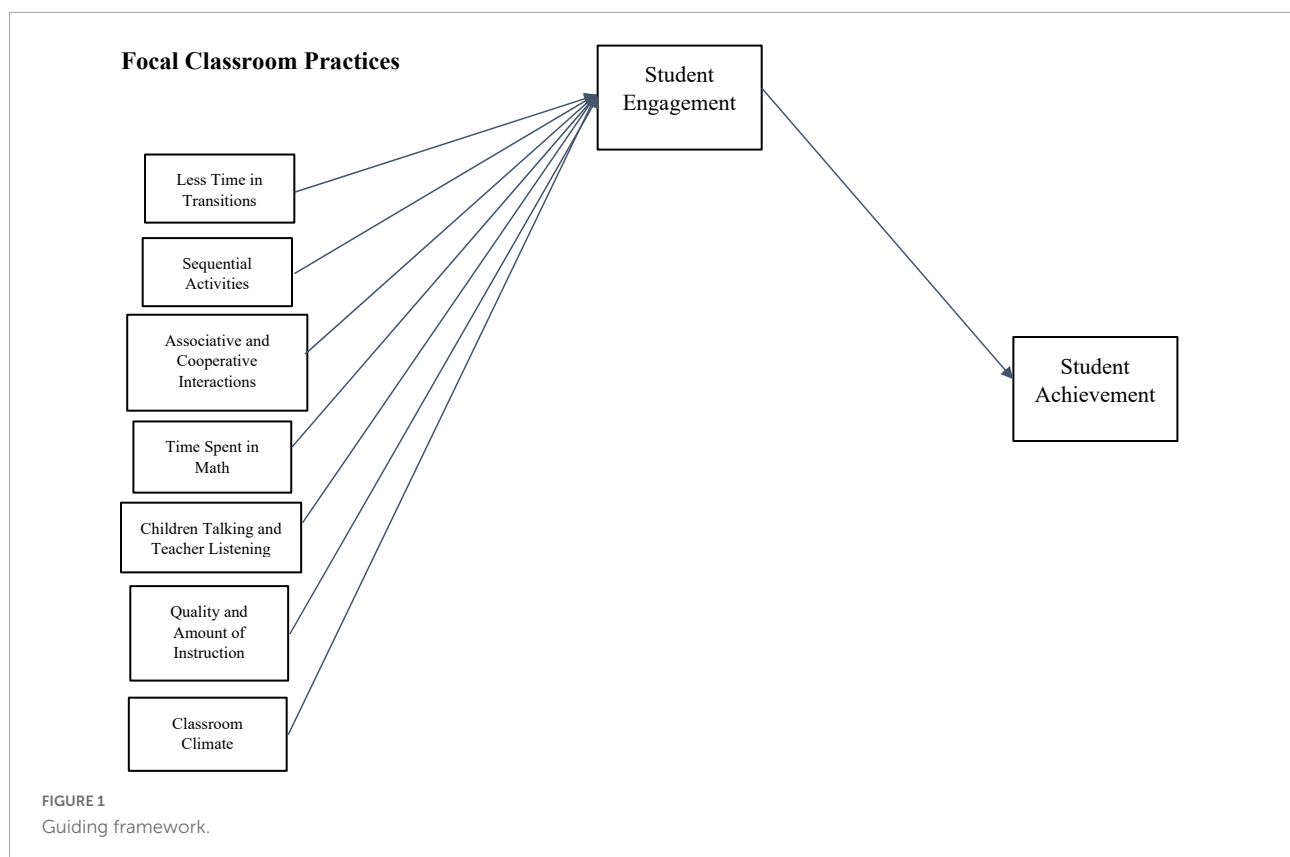 Focal Classroom Practices
Student
Engagement
Less Time in
Transitions
Sequential
Activities
Associative and
Cooperative
Interactions
Time Spent in
Math
Children Talking and
Teacher Listening
Quality and
Amount of
Instruction
Classroom
Climate
Student
Achievement
FIGURE 1
Guiding framework.